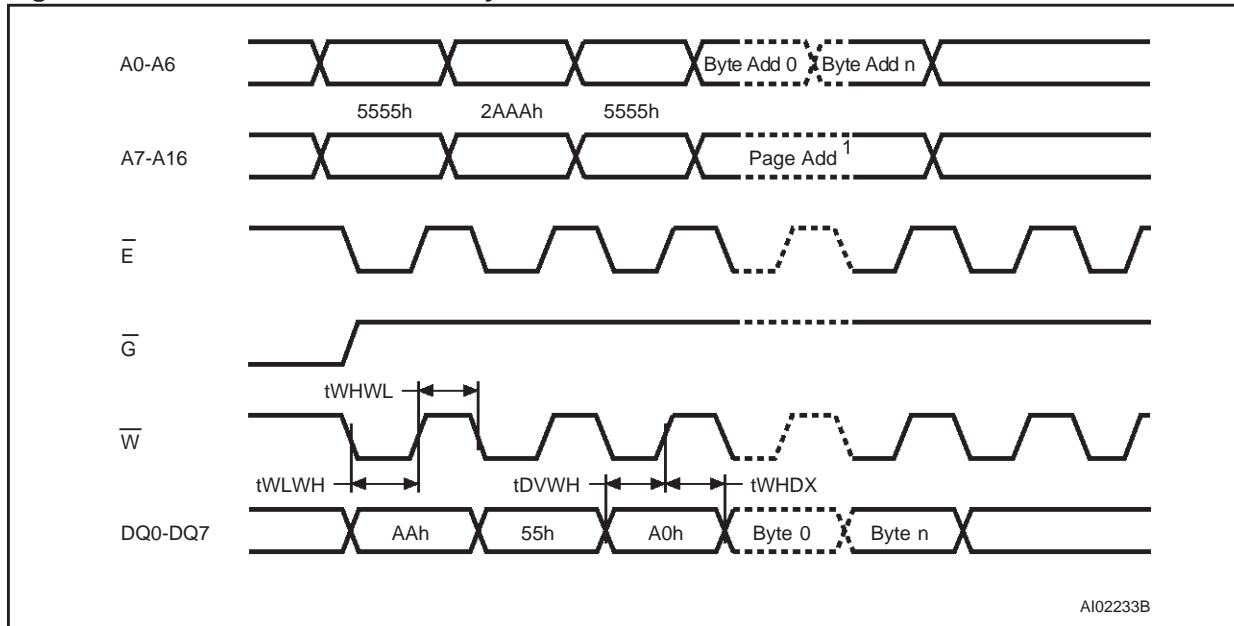 A0-A6
Byte Add 0
Byte Add n
5555h
2AAAh
5555h
A7-A16
Page Add 1
E
G
tWHWL
W
tWLWH
tDVWH
tWHDX
DQ0-DQ7
AAh
55h
A0h
Byte 0
Byte n
AI02233B